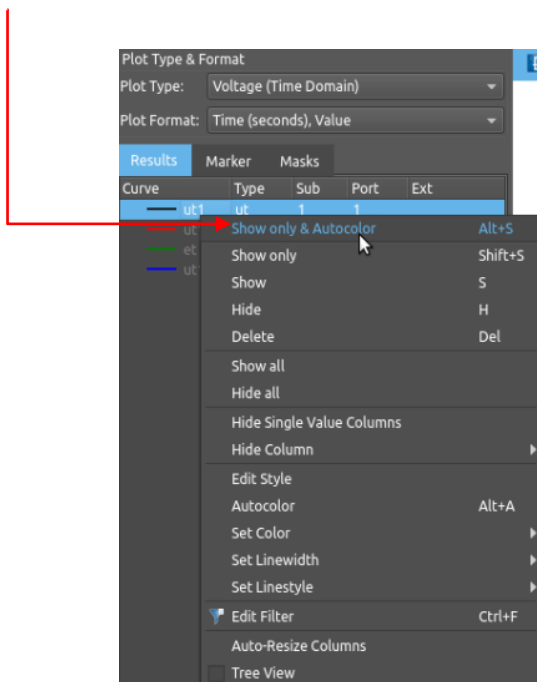 Plot Type & Format
Plot Type: Voltage (Time Domain)
Plot Format: Time (seconds), Value
Results Marker Masks
Curve Type Sub Port Ext
ut1 ut 1 1
ut
Show only & Autocolor Alt+S
et
Show only Shift+S
ut
Show S
Hide H
Delete Del
Show all
Hide all
Hide Single Value Columns
Hide Column
Edit Style
Autocolor Alt+A
Set Color
Set Linewidth
Set Linestyle
Edit Filter Ctrl+F
Auto-Resize Columns
Tree View